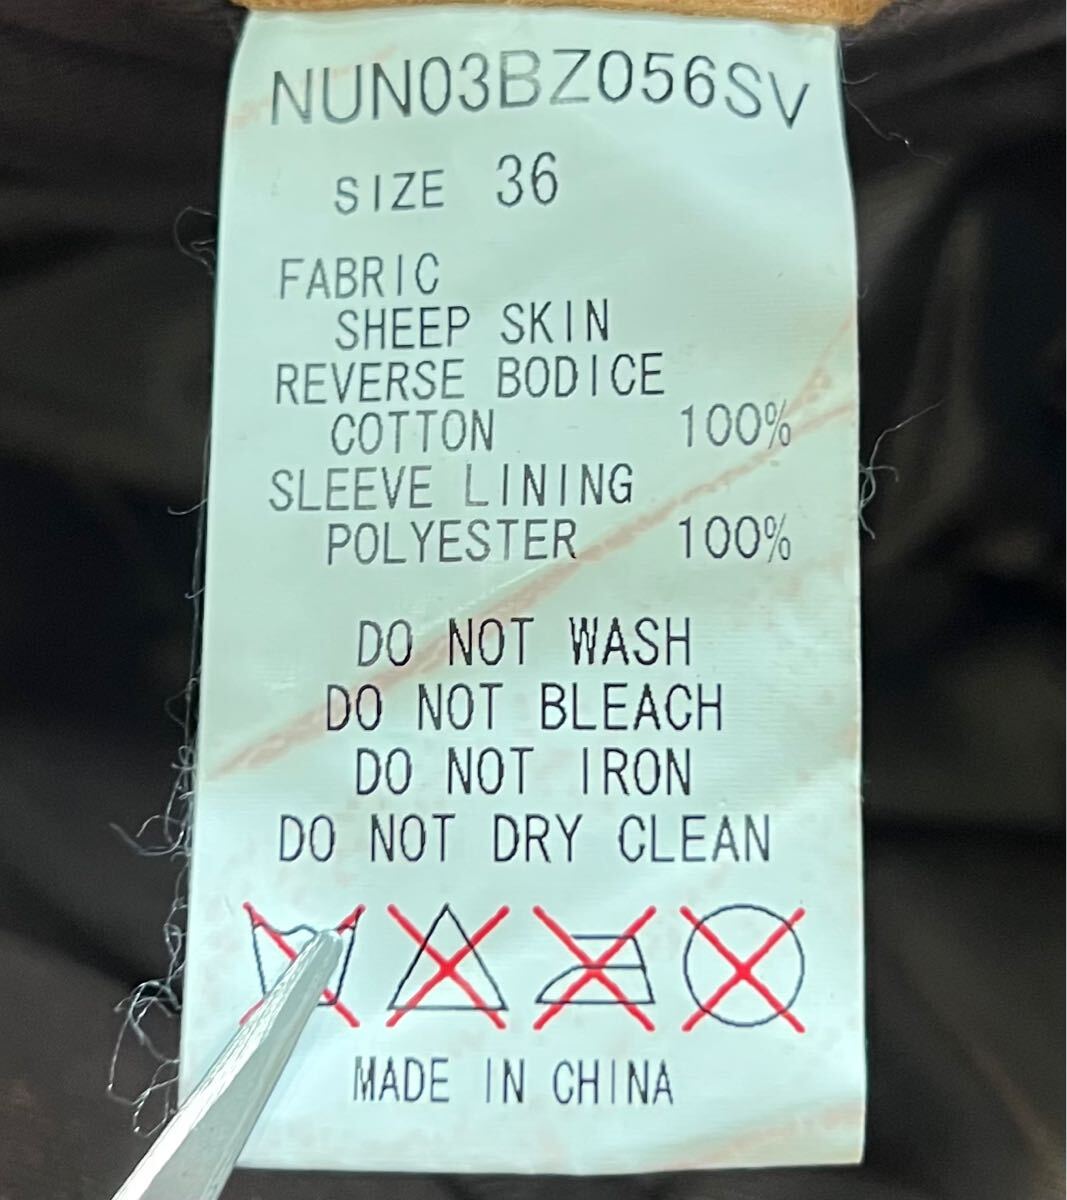 NUN03BZ056SV
SIZE 36
FABRIC
SHEEP SKIN
REVERSE BODICE
COTTON 100%
SLEEVE LINING
POLYESTER 100%
DO NOT WASH
DO NOT BLEACH
DO NOT IRON
DO NOT DRY CLEAN
MADE IN CHINA